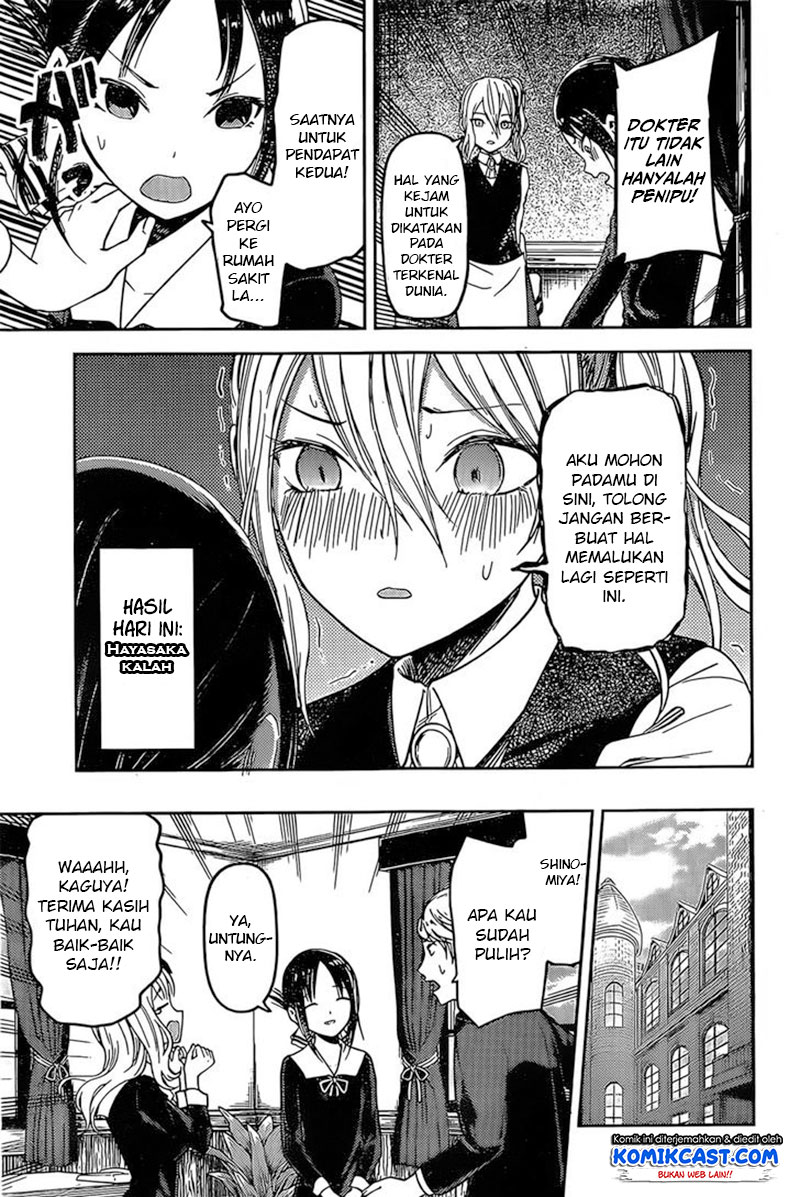 DOKTER
ITU TIDAK
LAIN
HANYALAH
PENIPU!
HAL YANG
KEJAM
UNTUK
DIKATAKAN
PADA
DOKTER
TERKENAL
DUNIA.
SAATNYA
UNTUK
PENDAPAT
KEDUA!
AYO
PERGI
KE
RUMAH
SAKIT
LA...
AKU MOHON
PADAMU DI
SINI, TOLONG
JANGAN BER-
BUAT HAL
MEMALUKAN
LAGI SEPERTI
INI.
HASIL
HARI INI:
HAYASAKA
KALAH
SHINO-
MIYA!
APA KAU
SUDAH
PULIH?
YA,
UNTUNG-
NYA.
WAAAHH,
KAGUYA!
TERIMA KASIH
TUHAN, KAU
BAIK-BAIK
SAJA!!
Komik ini diterjemahkan & diedit oleh
KOMIKCAST.COM
BUKAN WEB LAIN!!